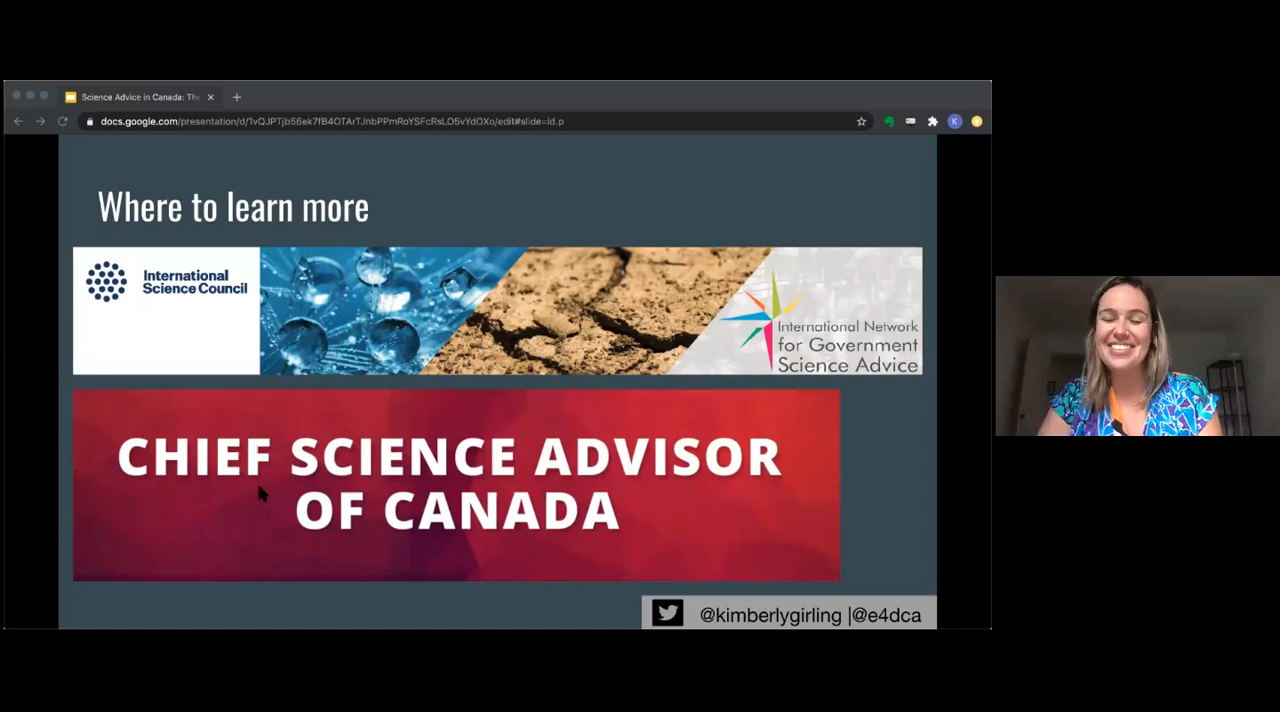 Science Advice in Canada: The
docs.google.com/presentation/d/1vQJPTjb56ek7fB4OTArTJnbPPmRoYSFcRsLO5vYdOXo/edit#slide=id.p
K
Where to learn more
International
Science Council
International Network
for Government
Science Advice
CHIEF SCIENCE ADVISOR
OF CANADA
@kimberlygirling |@e4dca